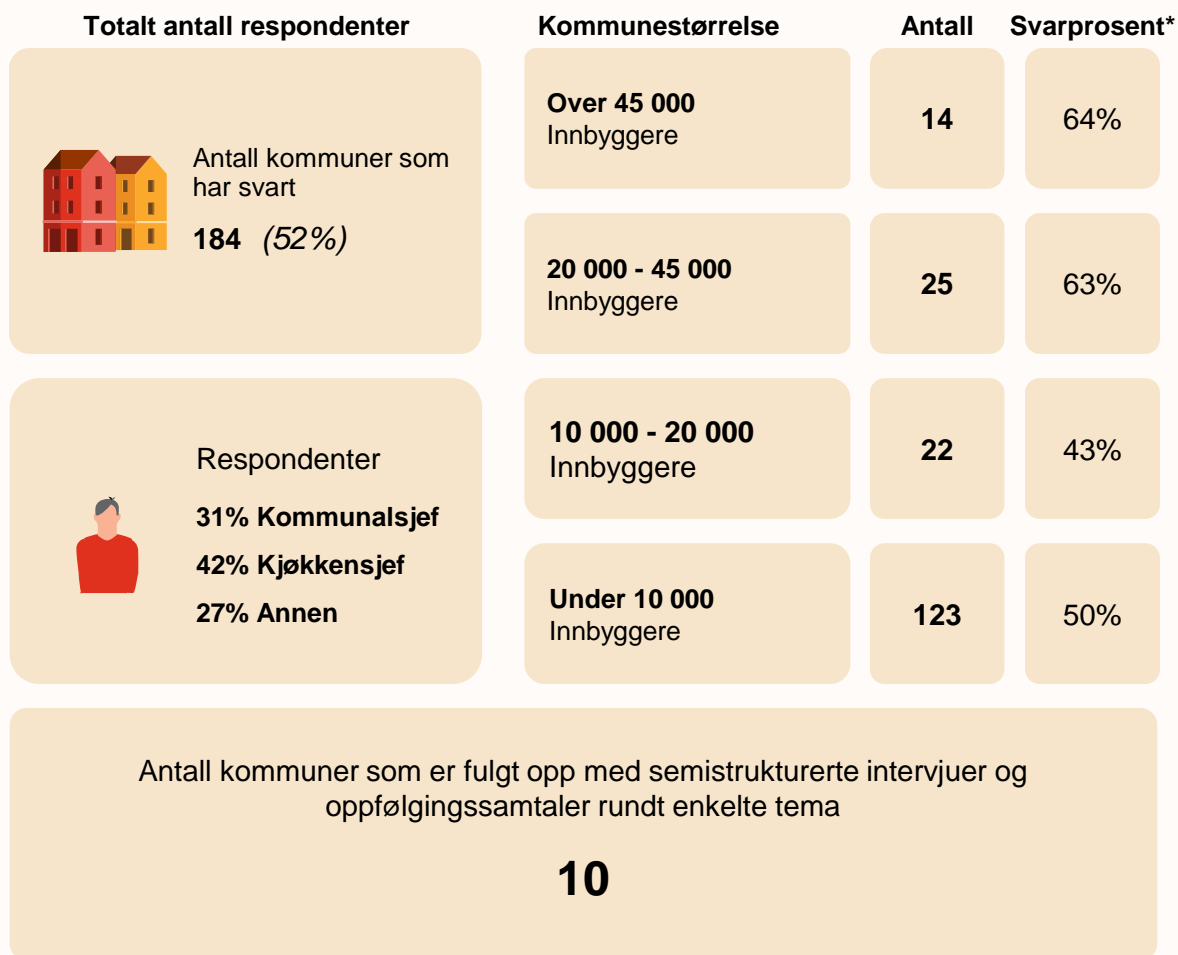 Totalt antall respondenter
Antall kommuner som
har svart
184 (52%)
Respondenter
31% Kommunalsjef
42% Kjøkkensjef
27% Annen
Kommunestørrelse Antall Svarprosent*
Over 45 000
Innbyggere
14 64%
20 000 - 45 000
Innbyggere
25 63%
10 000 - 20 000
Innbyggere
22 43%
Under 10 000
Innbyggere
123 50%
Antall kommuner som er fulgt opp med semistrukturerte intervjuer og
oppfølgingssamtaler rundt enkelte tema
10